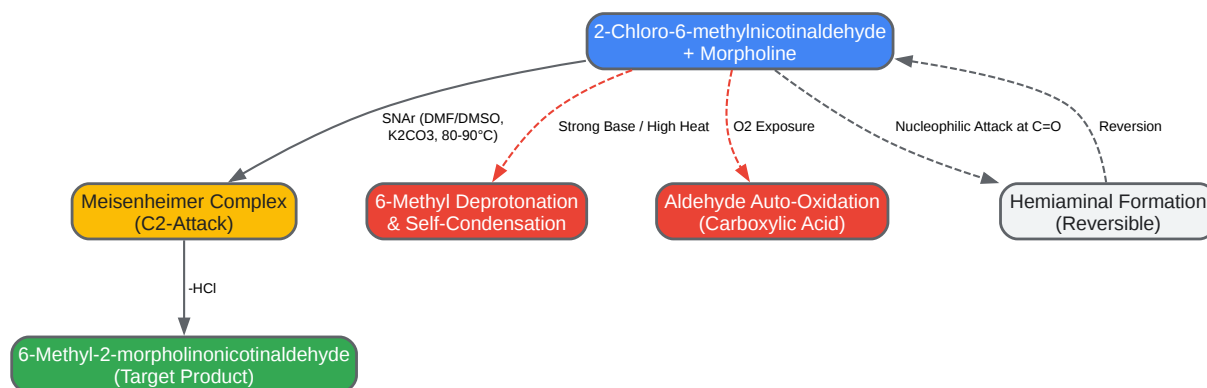 2-Chloro-6-methylnicotinaldehyde
+ Morpholine
SNAr (DMF/DMSO,
K2CO3, 80-90°C)
Strong Base / High Heat
O2 Exposure
Nucleophilic Attack at C=O
Reversion
Meisenheimer Complex
(C2-Attack)
6-Methyl Deprotonation
& Self-Condensation
Aldehyde Auto-Oxidation
(Carboxylic Acid)
Hemiaminal Formation
(Reversible)
-HCl
6-Methyl-2-morpholinonicotinaldehyde
(Target Product)